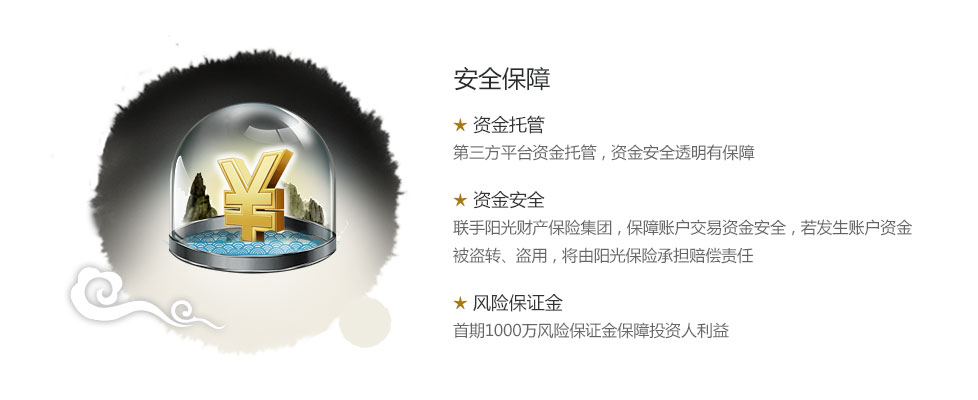 安全保障
★ 资金托管
第三方平台资金托管，资金安全透明有保障
★ 资金安全
联手阳光财产保险集团，保障账户交易资金安全，若发生账户资金
被盗转、盗用，将由阳光保险承担赔偿责任
★ 风险保证金
首期1000万风险保证金保障投资人利益
¥